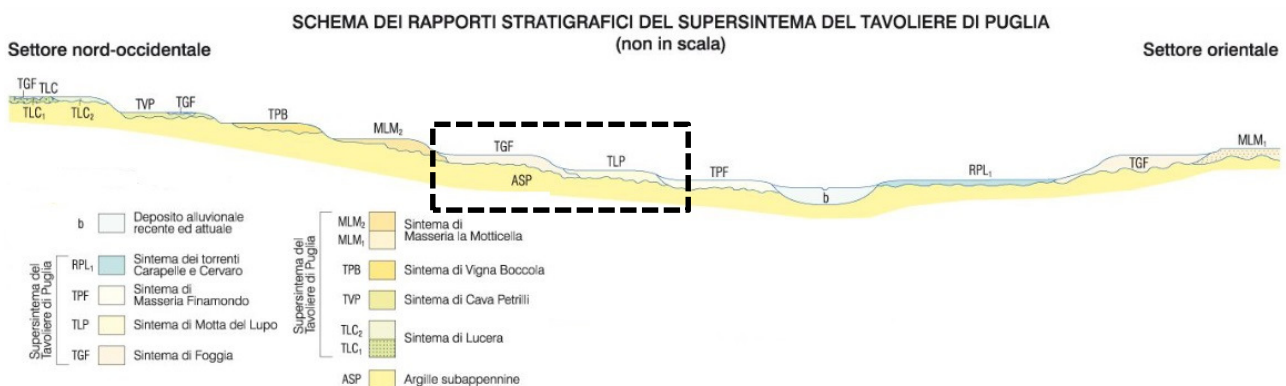 SCHEMA DEI RAPPORTI STRATIGRAFICI DEL SUPERSINTEMA DEL TAVOLIERE DI PUGLIA
(non in scala)
Settore nord-occidentale
Settore orientale
TGF TLC
TLC1 TLC2
TVP
TGF
TPB
MLM2
TGF
ASP
TLP
TPF
b
RPL1
TGF
MLM1
b Deposito alluvionale
recente ed attuale
Supersintema del
Tavoliere di Puglia
RPL1 Sintema dei torrenti
Carapelle e Cervaro
TPF Sintema di
Masseria Finamondo
TLP Sintema di Motta del Lupo
TGF Sintema di Foggia
Supersintema del
Tavoliere di Puglia
MLM2 Sintema di
MLM1 Masseria la Motticella
TPB Sintema di Vigna Boccola
TVP Sintema di Cava Petrilli
TLC2
TLC1 Sintema di Lucera
ASP Argille subappennine